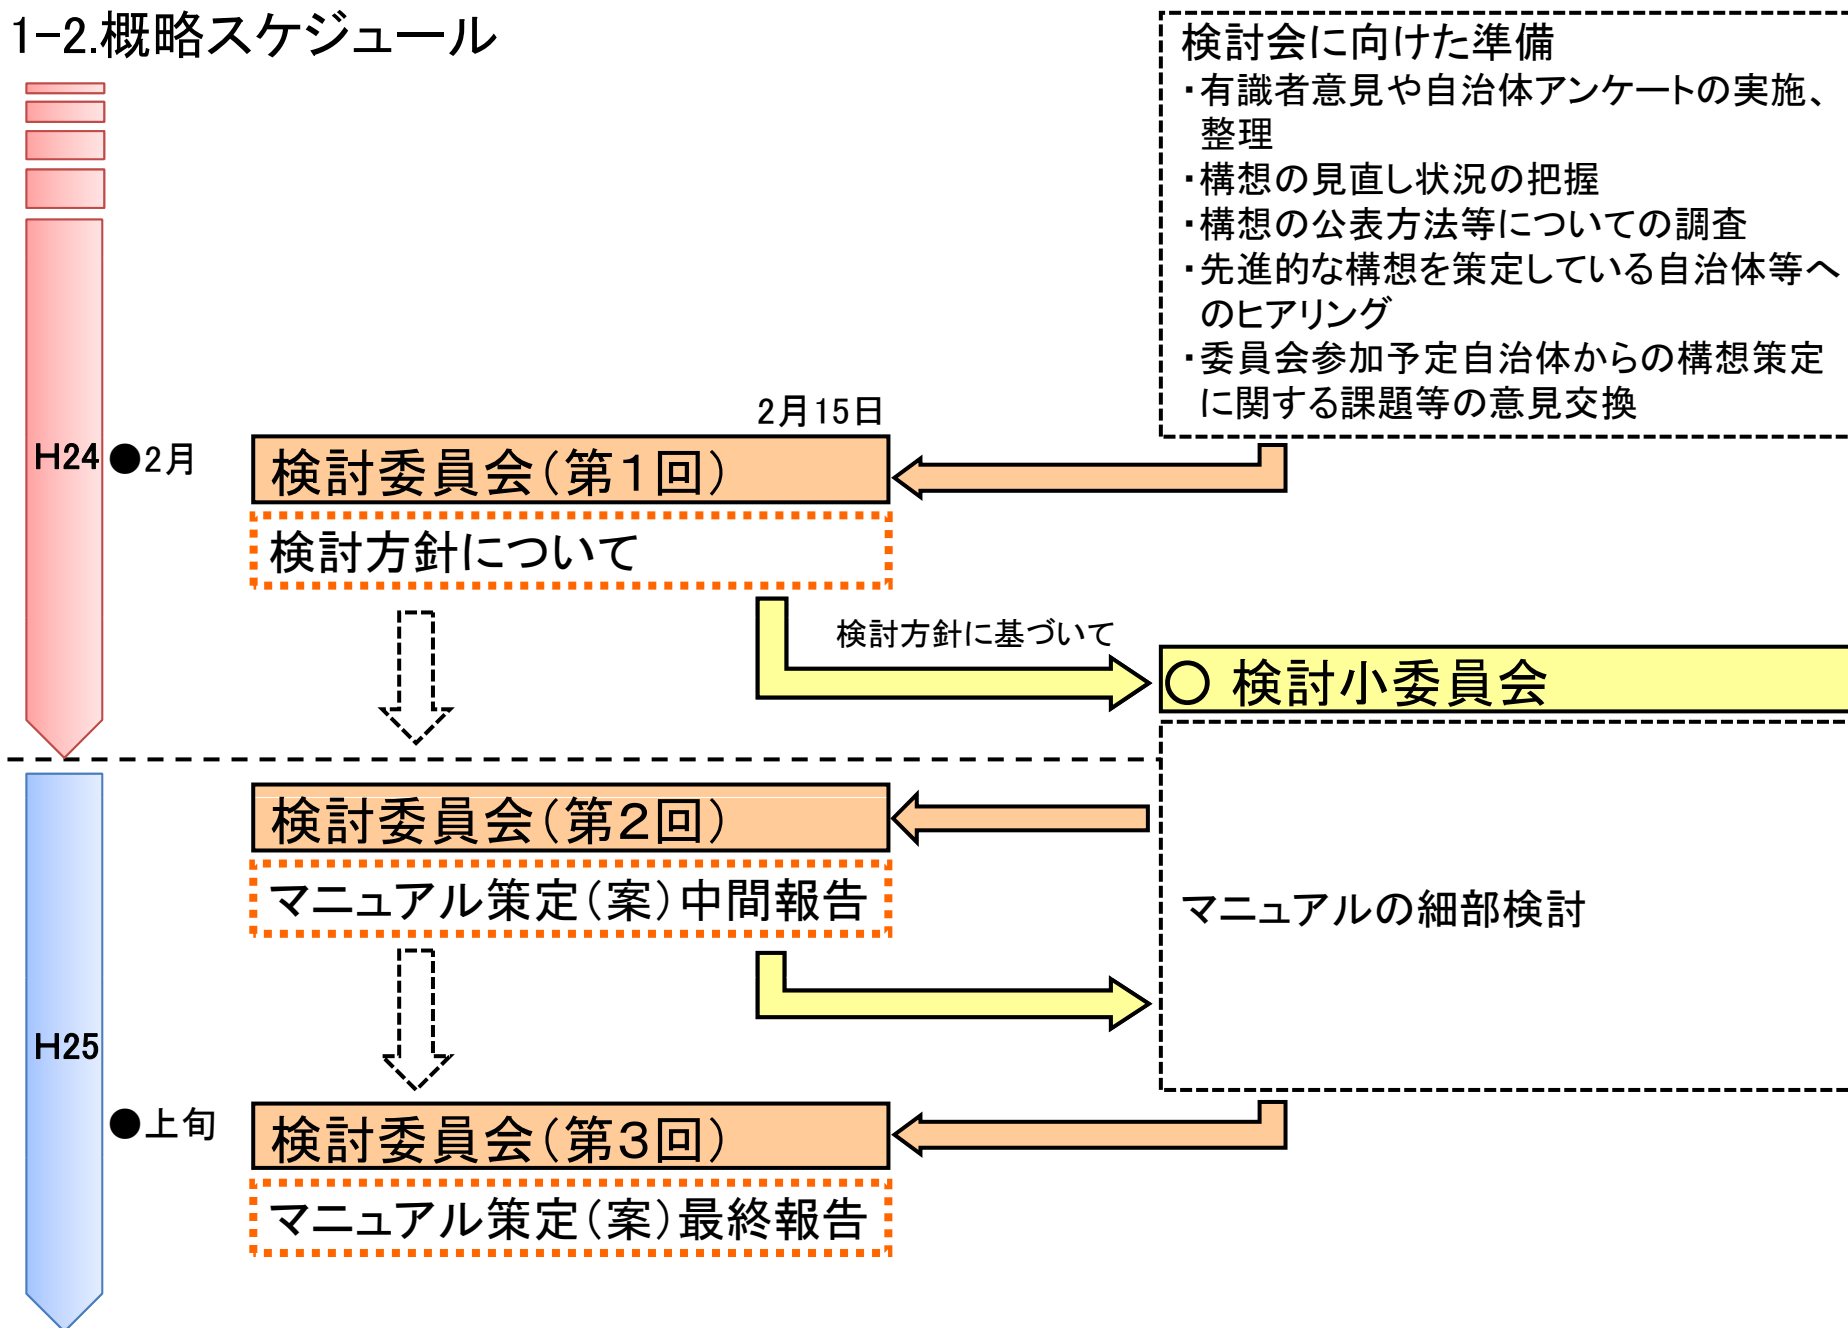 1-2.概略スケジュール
検討会に向けた準備
・有識者意見や自治体アンケートの実施、
整理
・構想の見直し状況の把握
・構想の公表方法等についての調査
・先進的な構想を策定している自治体等へ
のヒアリング
・委員会参加予定自治体からの構想策定
に関する課題等の意見交換
2月15日
H24 ●2月
検討委員会(第1回)
検討方針について
検討方針に基づいて
○ 検討小委員会
検討委員会(第2回)
マニュアル策定(案)中間報告
マニュアルの細部検討
H25
●上旬
検討委員会(第3回)
マニュアル策定(案)最終報告